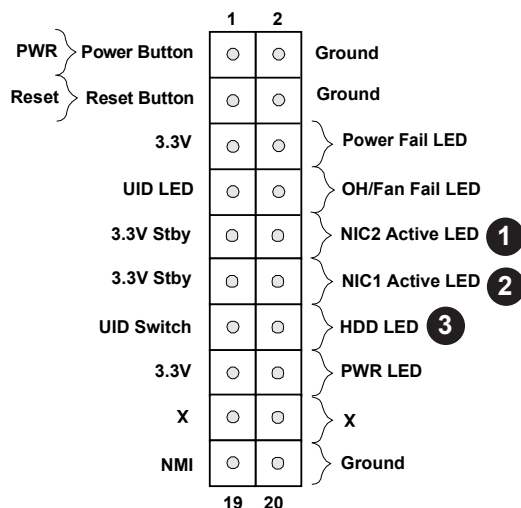 1 2
PWR Power Button Ground
Reset Reset Button Ground
3.3V Power Fail LED
UID LED OH/Fan Fail LED
3.3V Stby NIC2 Active LED 1
3.3V Stby NIC1 Active LED 2
UID Switch HDD LED 3
3.3V PWR LED
X X
NMI Ground
19 20